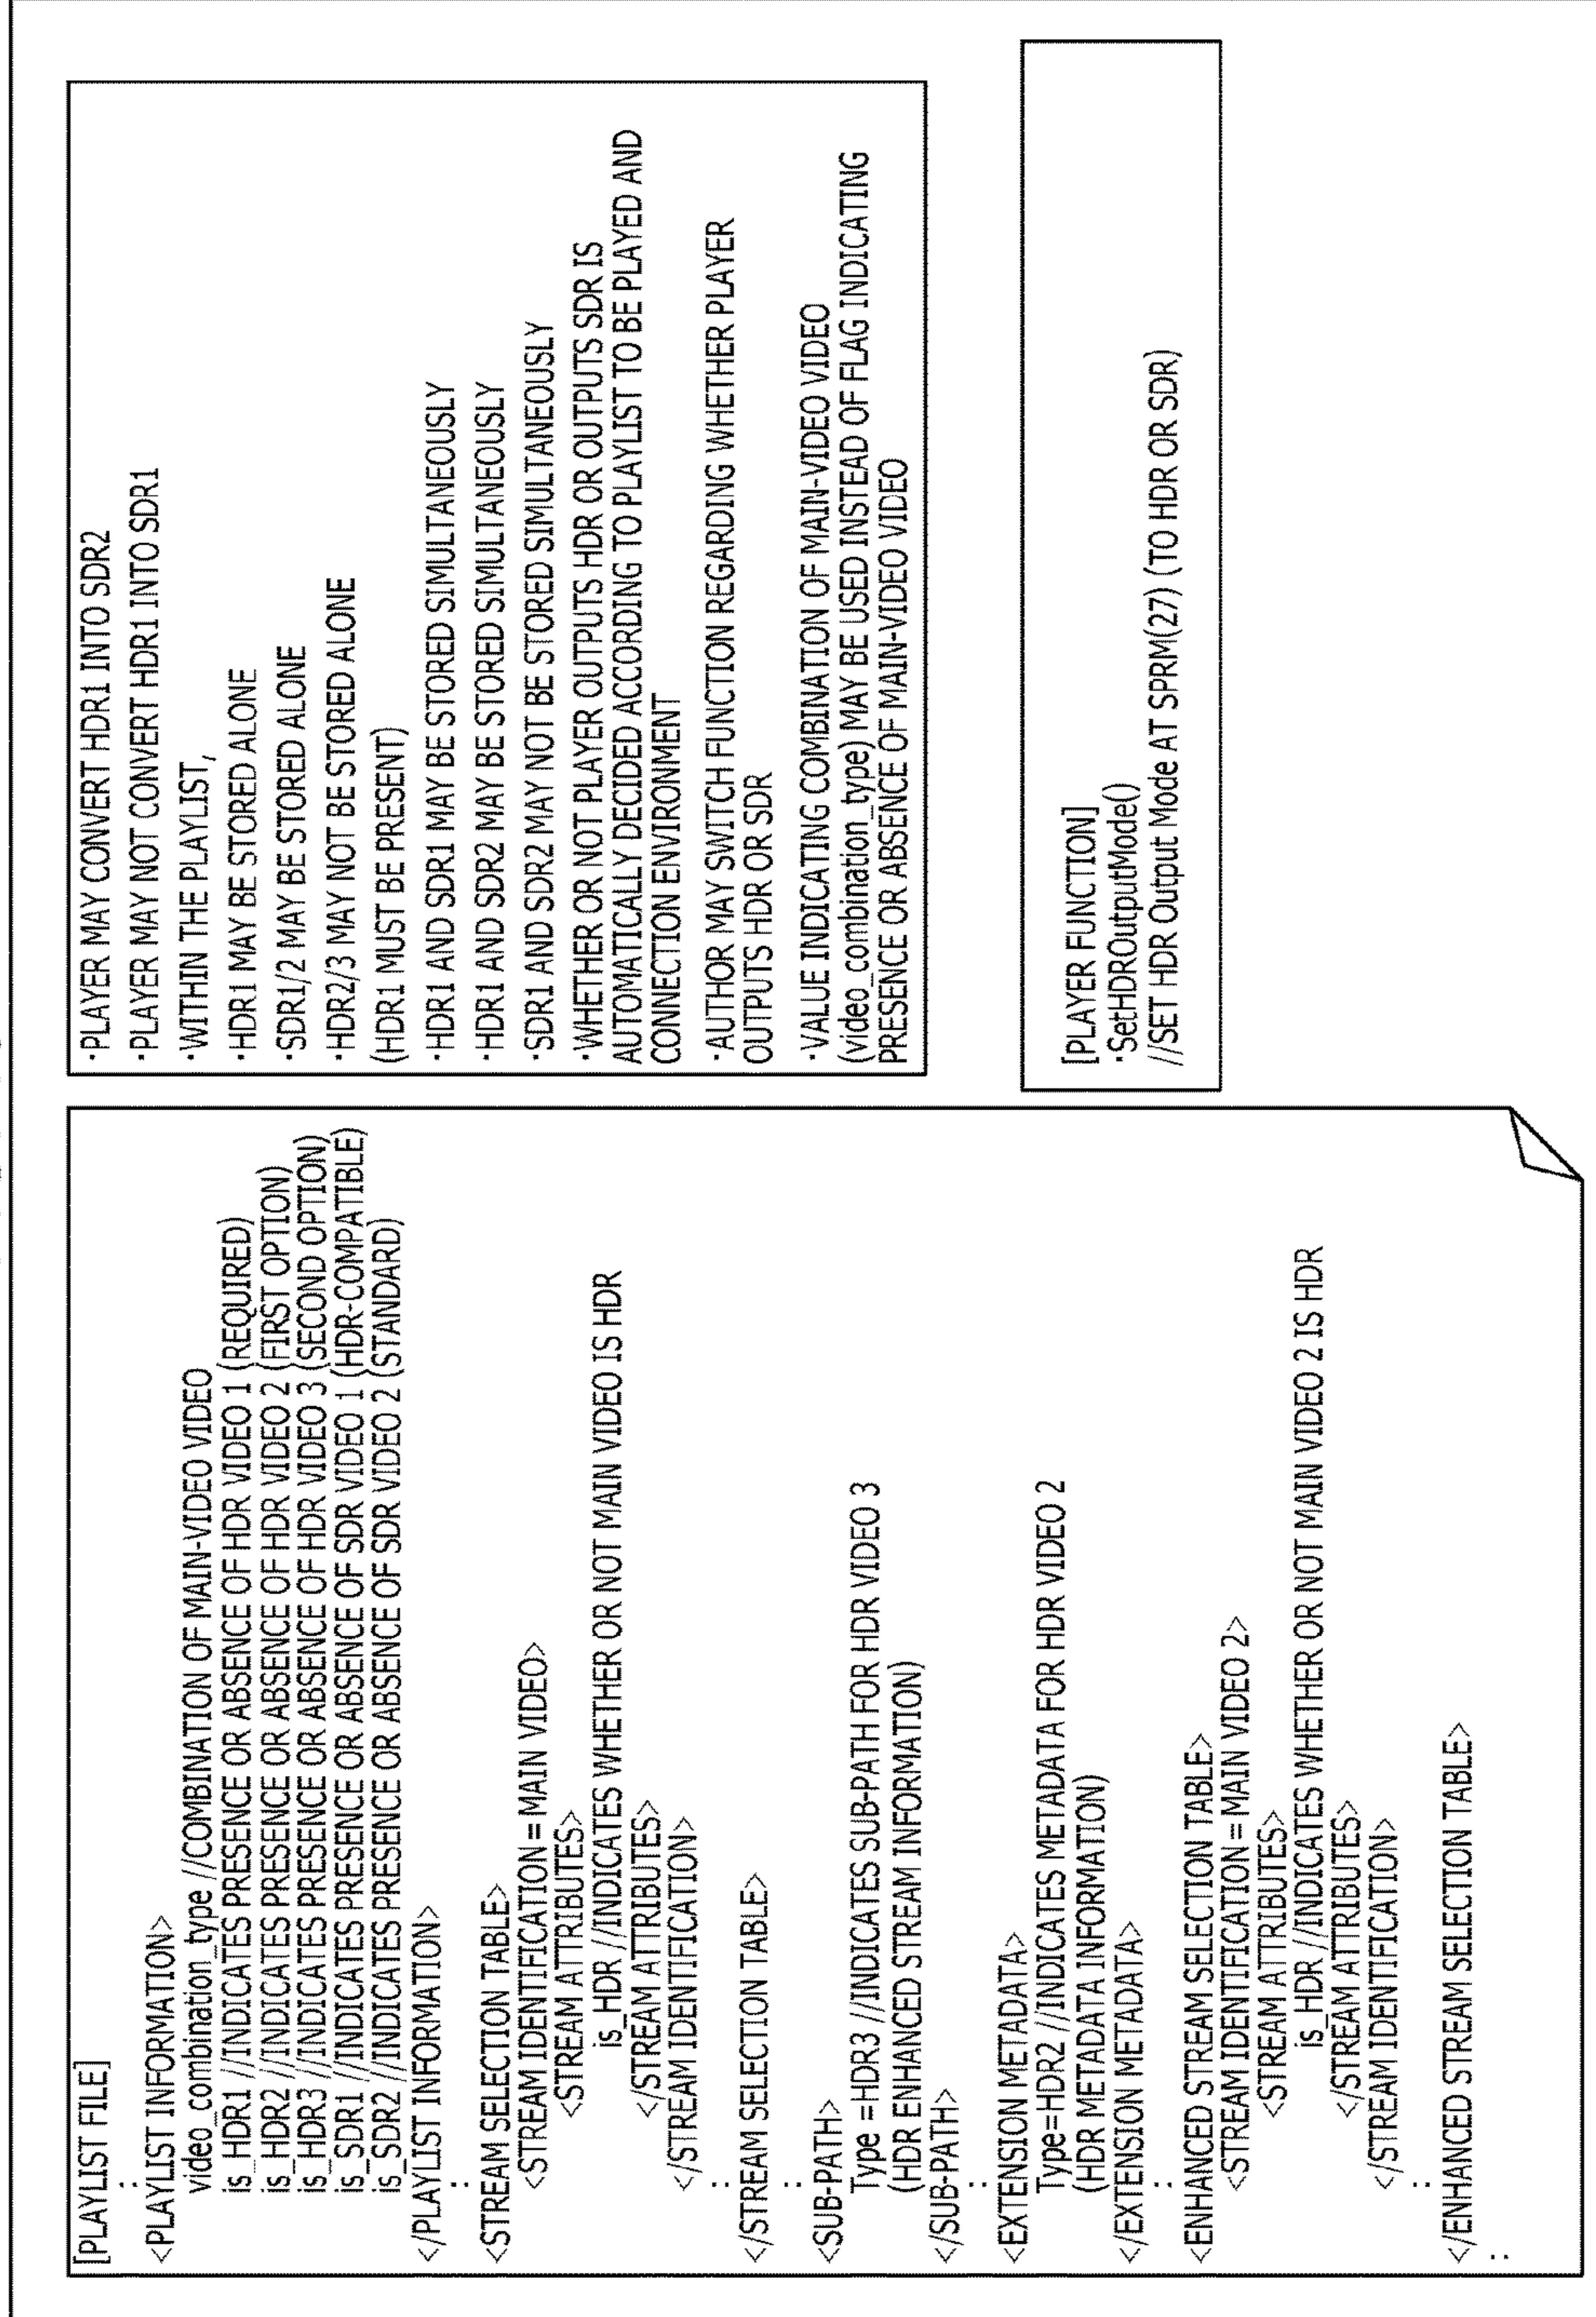 [PLAYLIST FILE]
:
<PLAYLIST INFORMATION>
video_combination_type //COMBINATION OF MAIN-VIDEO VIDEO
is_HDR1 //INDICATES PRESENCE OR ABSENCE OF HDR VIDEO 1 (REQUIRED)
is_HDR2 //INDICATES PRESENCE OR ABSENCE OF HDR VIDEO 2 (FIRST OPTION)
is_HDR3 //INDICATES PRESENCE OR ABSENCE OF HDR VIDEO 3 (SECOND OPTION)
is_SDR1 //INDICATES PRESENCE OR ABSENCE OF SDR VIDEO 1 (HDR-COMPATIBLE)
is_SDR2 //INDICATES PRESENCE OR ABSENCE OF SDR VIDEO 2 (STANDARD)
</PLAYLIST INFORMATION>
:
<STREAM SELECTION TABLE>
<STREAM IDENTIFICATION = MAIN VIDEO>
<STREAM ATTRIBUTES>
is_HDR //INDICATES WHETHER OR NOT MAIN VIDEO IS HDR
</STREAM ATTRIBUTES>
</STREAM IDENTIFICATION>
:
</STREAM SELECTION TABLE>
:
<SUB-PATH>
Type =HDR3 //INDICATES SUB-PATH FOR HDR VIDEO 3
(HDR ENHANCED STREAM INFORMATION)
</SUB-PATH>
:
<EXTENSION METADATA>
Type=HDR2 //INDICATES METADATA FOR HDR VIDEO 2
(HDR METADATA INFORMATION)
</EXTENSION METADATA>
:
<ENHANCED STREAM SELECTION TABLE>
<STREAM IDENTIFICATION = MAIN VIDEO 2>
<STREAM ATTRIBUTES>
is_HDR //INDICATES WHETHER OR NOT MAIN VIDEO 2 IS HDR
</STREAM ATTRIBUTES>
</STREAM IDENTIFICATION>
:
</ENHANCED STREAM SELECTION TABLE>
:
·PLAYER MAY CONVERT HDR1 INTO SDR2
·PLAYER MAY NOT CONVERT HDR1 INTO SDR1
·WITHIN THE PLAYLIST,
·HDR1 MAY BE STORED ALONE
·SDR1/2 MAY BE STORED ALONE
·HDR2/3 MAY NOT BE STORED ALONE
(HDR1 MUST BE PRESENT)
·HDR1 AND SDR1 MAY BE STORED SIMULTANEOUSLY
·HDR1 AND SDR2 MAY BE STORED SIMULTANEOUSLY
·SDR1 AND SDR2 MAY NOT BE STORED SIMULTANEOUSLY
·WHETHER OR NOT PLAYER OUTPUTS HDR OR OUTPUTS SDR IS
AUTOMATICALLY DECIDED ACCORDING TO PLAYLIST TO BE PLAYED AND
CONNECTION ENVIRONMENT
·AUTHOR MAY SWITCH FUNCTION REGARDING WHETHER PLAYER
OUTPUTS HDR OR SDR
·VALUE INDICATING COMBINATION OF MAIN-VIDEO VIDEO
(video_combination_type) MAY BE USED INSTEAD OF FLAG INDICATING
PRESENCE OR ABSENCE OF MAIN-VIDEO VIDEO
[PLAYER FUNCTION]
·SetHDROutputMode()
//SET HDR Output Mode AT SPRM(27) (TO HDR OR SDR)